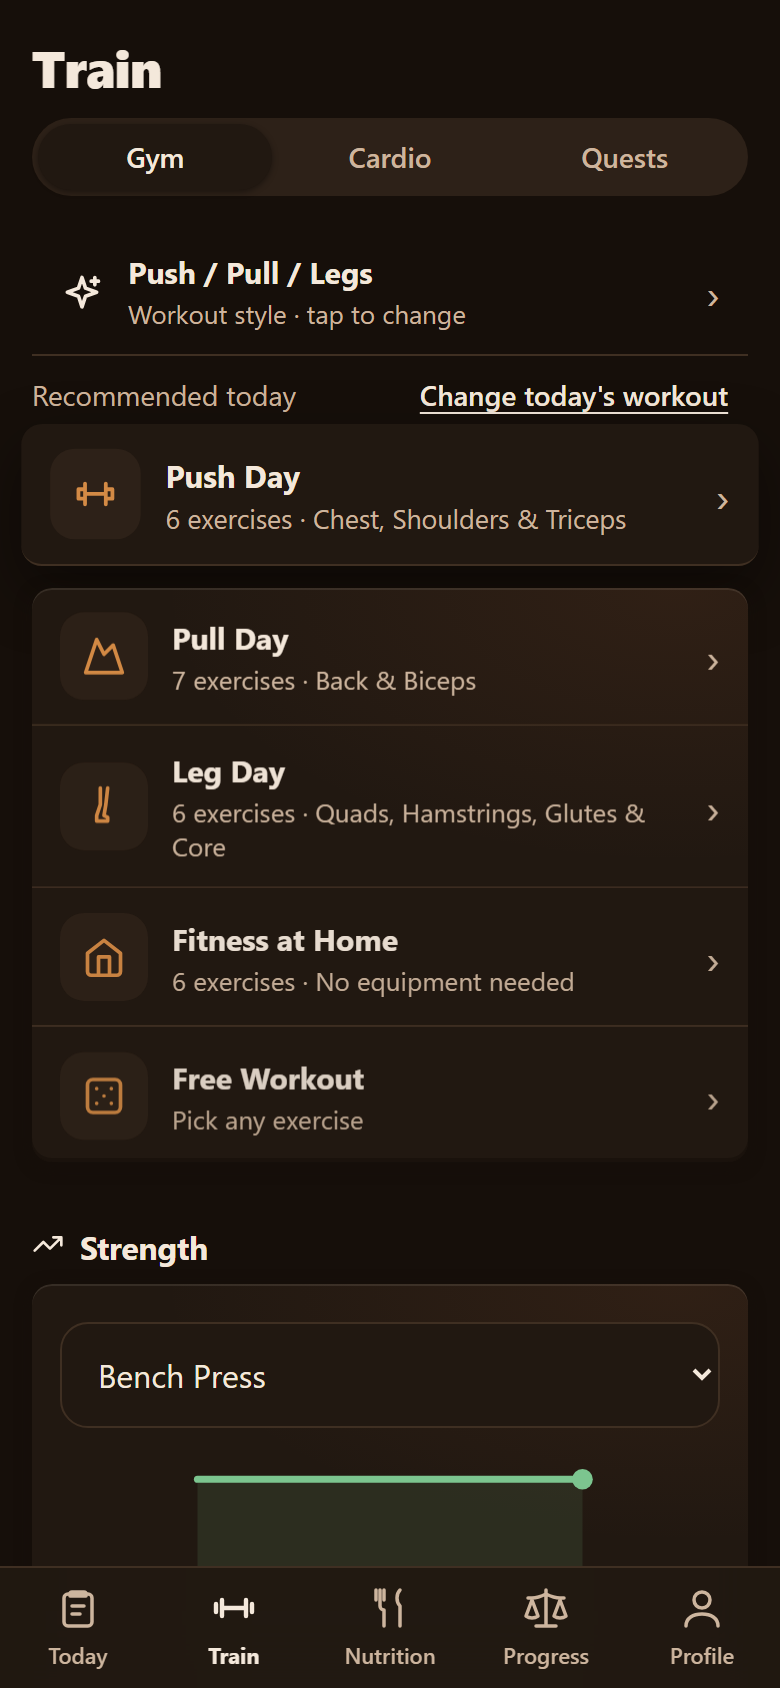 Train
Gym
Cardio
Quests
Push / Pull / Legs
Workout style · tap to change
Recommended today
Change today's workout
Push Day
6 exercises · Chest, Shoulders & Triceps
Pull Day
7 exercises · Back & Biceps
Leg Day
6 exercises · Quads, Hamstrings, Glutes &
Core
Fitness at Home
6 exercises · No equipment needed
Free Workout
Pick any exercise
Strength
Bench Press
Today
Train
Nutrition
Progress
Profile